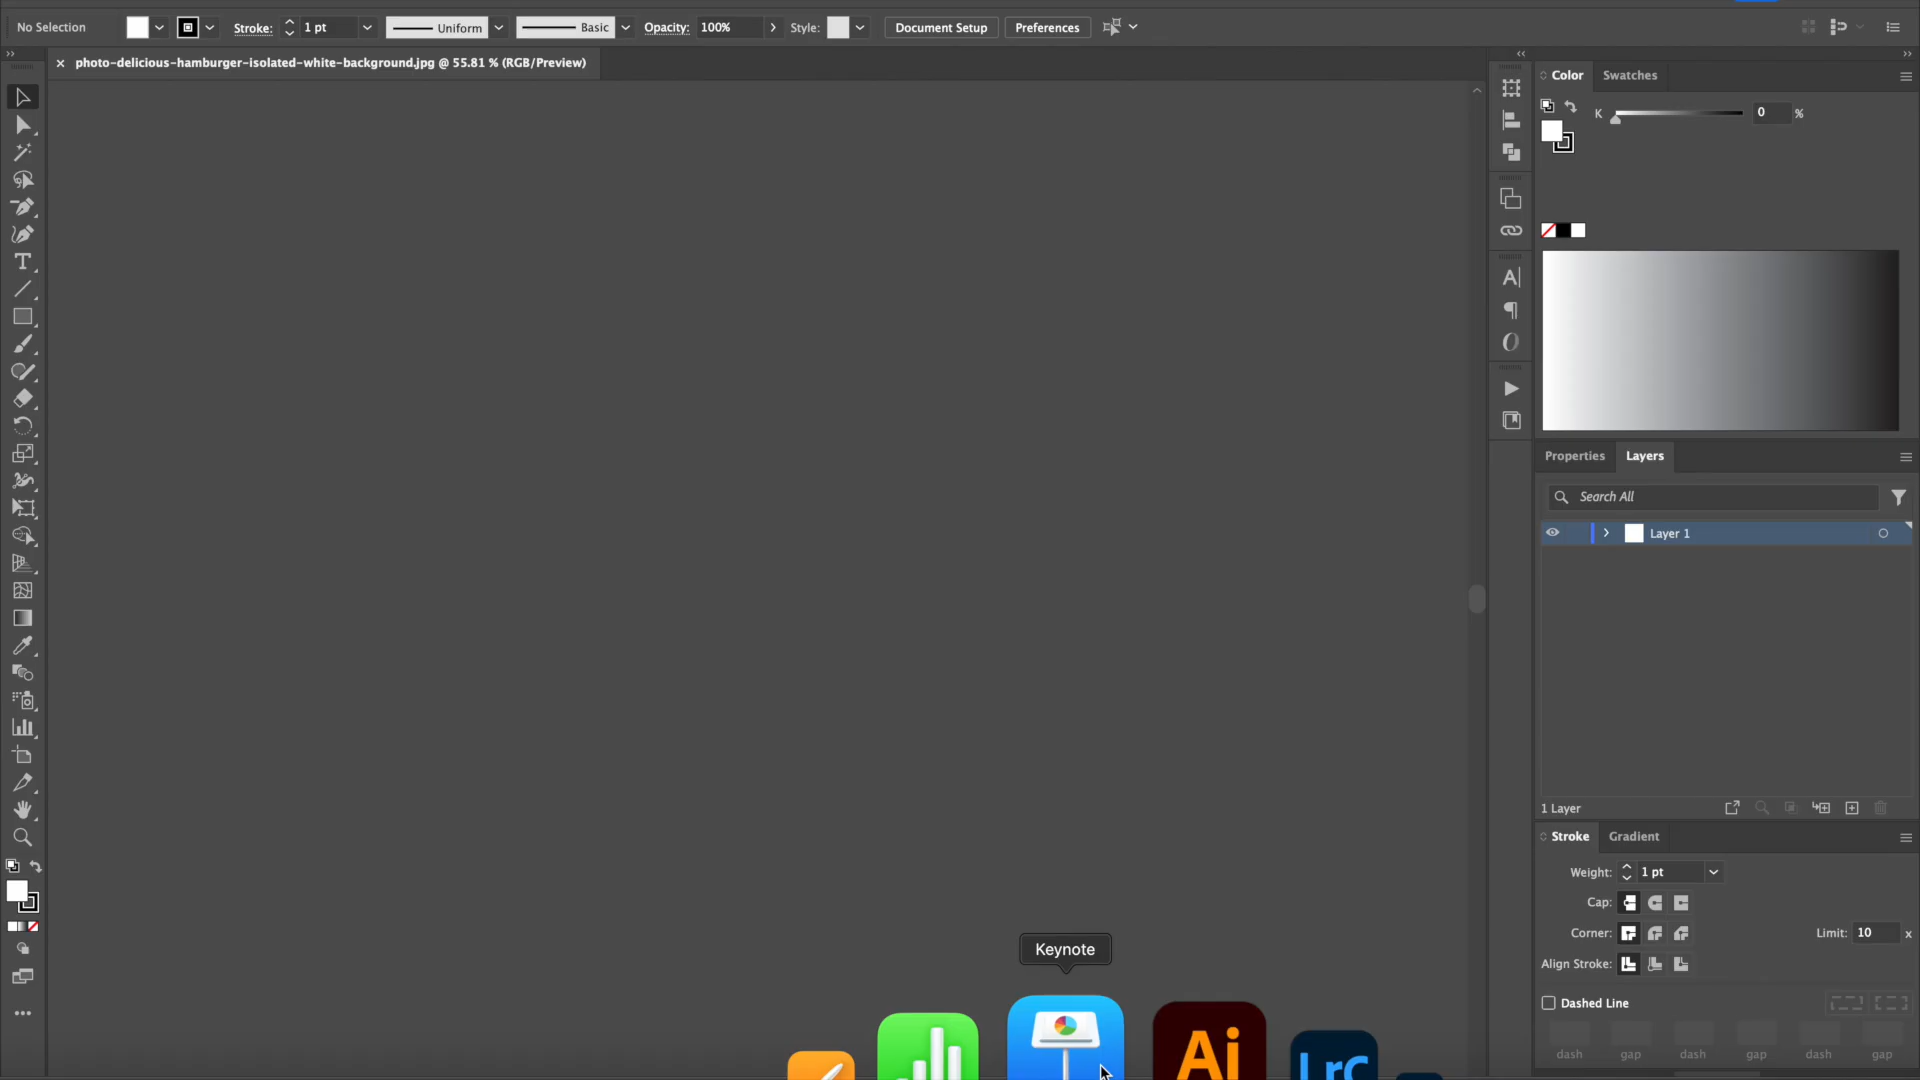 No Selection
Stroke:
1 pt
Uniform
Basic
Opacity:
100%
Style:
Document Setup
Preferences
photo-delicious-hamburger-isolated-white-background.jpg @ 55.81 % (RGB/Preview)
Color
Swatches
K
0
%
Properties
Layers
Search All
Layer 1
1 Layer
Stroke
Gradient
Weight:
1 pt
Cap:
Corner:
Limit:
10
x
Align Stroke:
Dashed Line
dash
gap
dash
gap
dash
gap
Keynote
Ai
LrC